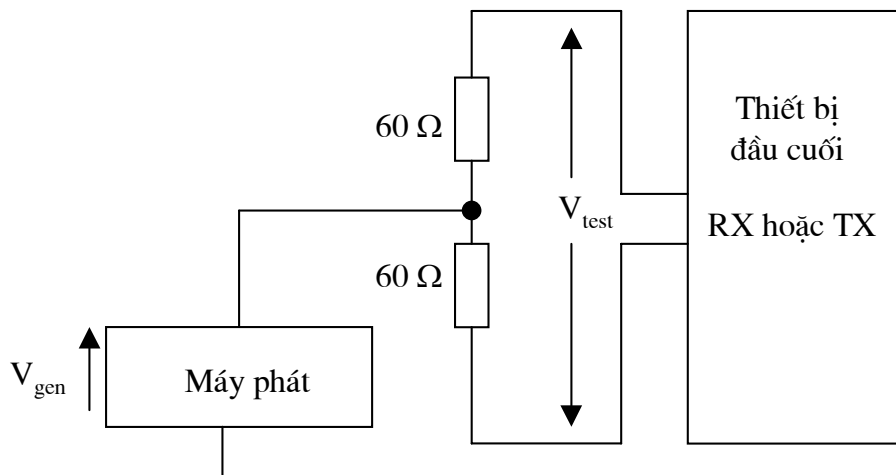 60 Ω
60 Ω
V_test
Thiết bị
đầu cuối
RX hoặc TX
V_gen
Máy phát